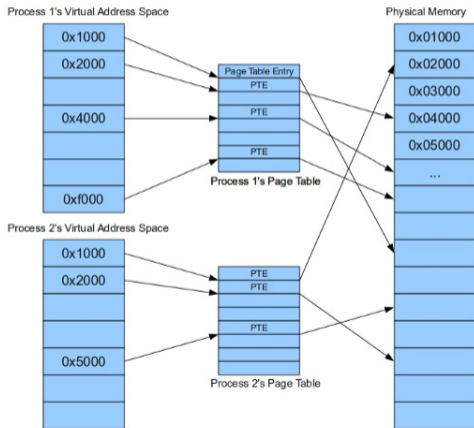 Process 1's Virtual Address Space
0x1000
0x2000
0x4000
0xf000
Page Table Entry
PTE
PTE
PTE
Process 1's Page Table
Process 2's Virtual Address Space
0x1000
0x2000
0x5000
PTE
PTE
PTE
Process 2's Page Table
Physical Memory
0x01000
0x02000
0x03000
0x04000
0x05000
...